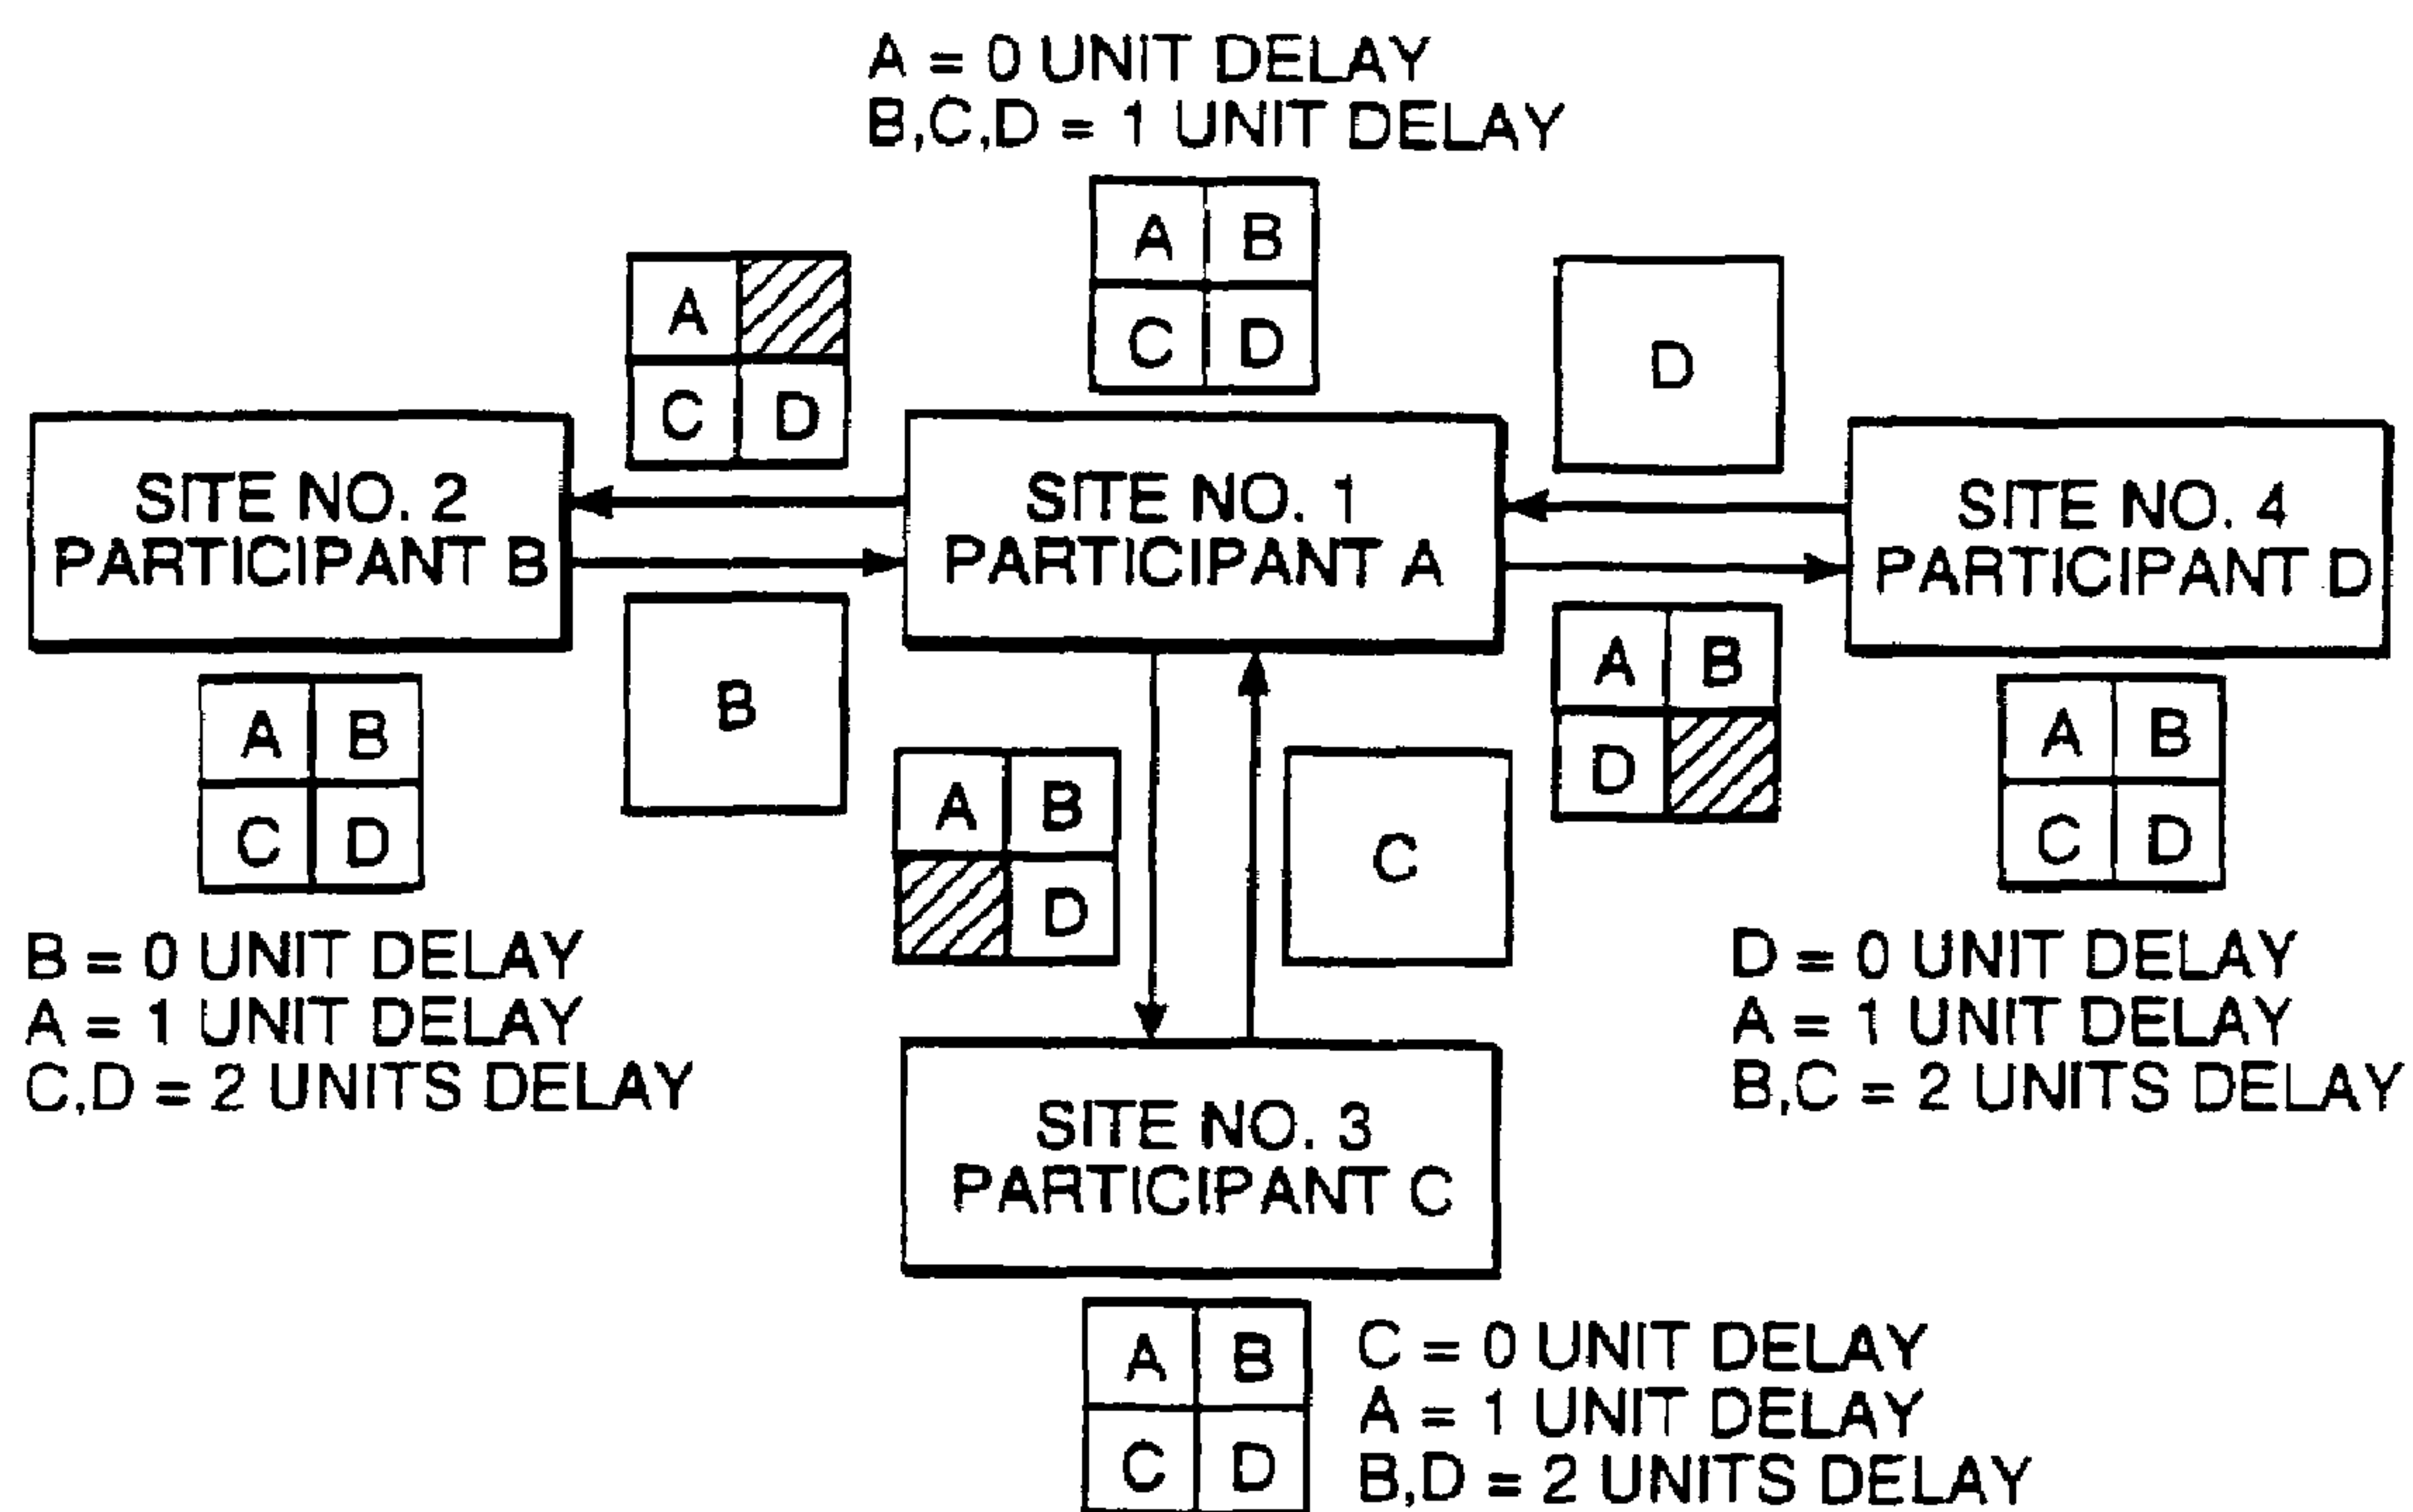 A = 0 UNIT DELAY
B,C,D = 1 UNIT DELAY
A B
C D
A
C D
D
SITE NO. 2
PARTICIPANT B
SITE NO. 1
PARTICIPANT A
SITE NO. 4
PARTICIPANT D
A B
C D
B
A B
D
C
A B
D
A B
C D
B = 0 UNIT DELAY
A = 1 UNIT DELAY
C,D = 2 UNITS DELAY
D = 0 UNIT DELAY
A = 1 UNIT DELAY
B,C = 2 UNITS DELAY
SITE NO. 3
PARTICIPANT C
A B
C D
C = 0 UNIT DELAY
A = 1 UNIT DELAY
B,D = 2 UNITS DELAY